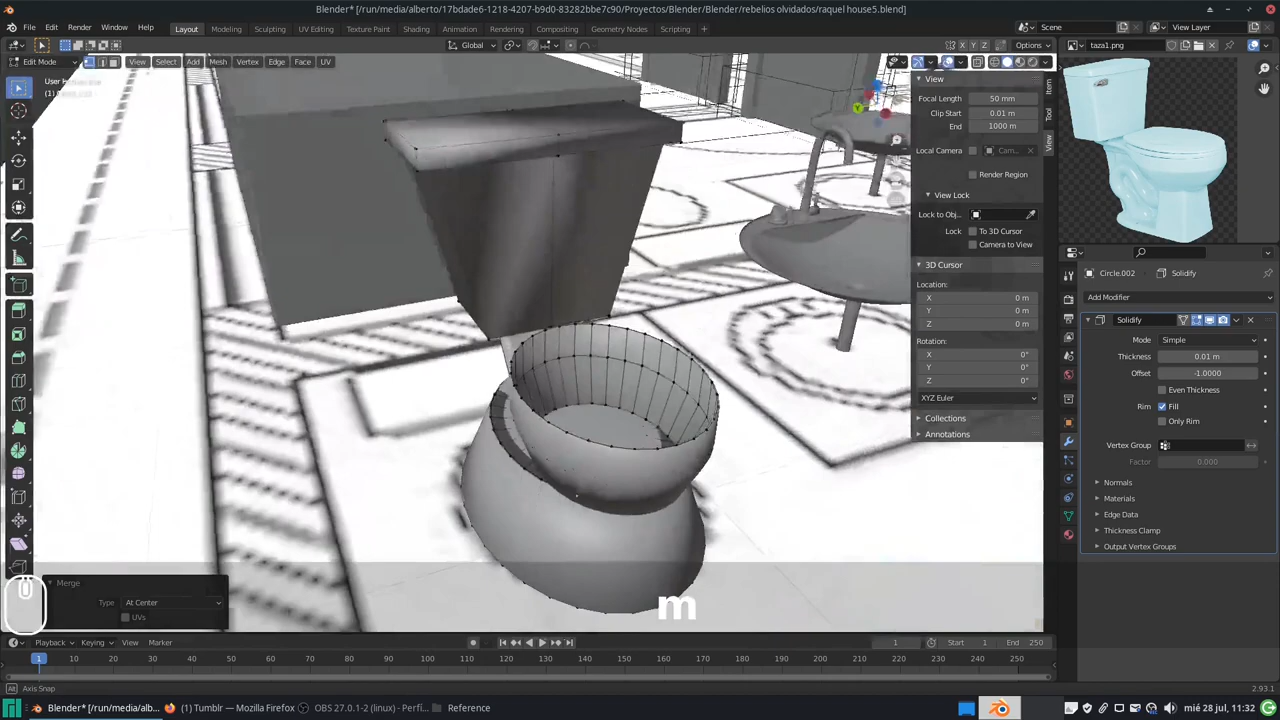 Blender* [/run/media/alberto/17bdade6-1218-4207-b9d0-83282bbe7c90/Proyectos/Blender/Blender/rebelios olvidados/raquel house5.blend]
File Edit Render Window Help Layout Modeling Sculpting UV Editing Texture Paint Shading Animation Rendering Compositing Geometry Nodes Scripting Scene View Layer
Global Options taza1.png
Edit Mode View Select Add Mesh Vertex Edge Face UV X Y Z
View
Focal Length 50 mm
Clip Start 0.01 m
End 1000 m
Local Camera Cam...
Render Region
View Lock
Lock to Obj...
Lock: To 3D Cursor
Camera to View
3D Cursor
Location:
X 0 m
Y 0 m
Z 0 m
Rotation:
X 0°
Y 0°
Z 0°
XYZ Euler
Collections
Annotations
Item
Tool
View
Circle.002 Solidify
Add Modifier
Solidify
Mode Simple
Thickness 0.01 m
Offset -1.0000
Even Thickness
Rim Fill
Only Rim
Vertex Group
Factor 0.000
Normals
Materials
Edge Data
Thickness Clamp
Output Vertex Groups
Merge
Type At Center
UVs
m
Playback Keying View Marker 1 Start 1 End 250
1 10 20 30 40 50 60 70 80 90 100 110 120 130 140 150 160 170 180 190 200 210 220 230 240 250
Axis Snap 2.93.1
Blender* [/run/media/alb... (1) Tumblr — Mozilla Firefox OBS 27.0.1-2 (linux) - Perfi... Reference mié 28 jul, 11:32